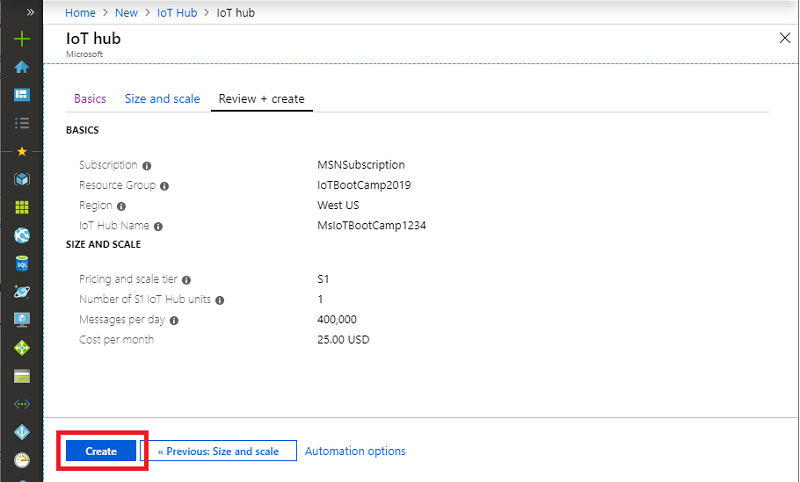 Home > New > IoT Hub > IoT hub
IoT hub
Microsoft
Basics Size and scale Review + create
BASICS
Subscription MSNSubscription
Resource Group IoTBootCamp2019
Region West US
IoT Hub Name MsIoTBootCamp1234
SIZE AND SCALE
Pricing and scale tier S1
Number of S1 IoT Hub units 1
Messages per day 400,000
Cost per month 25.00 USD
Create « Previous: Size and scale Automation options